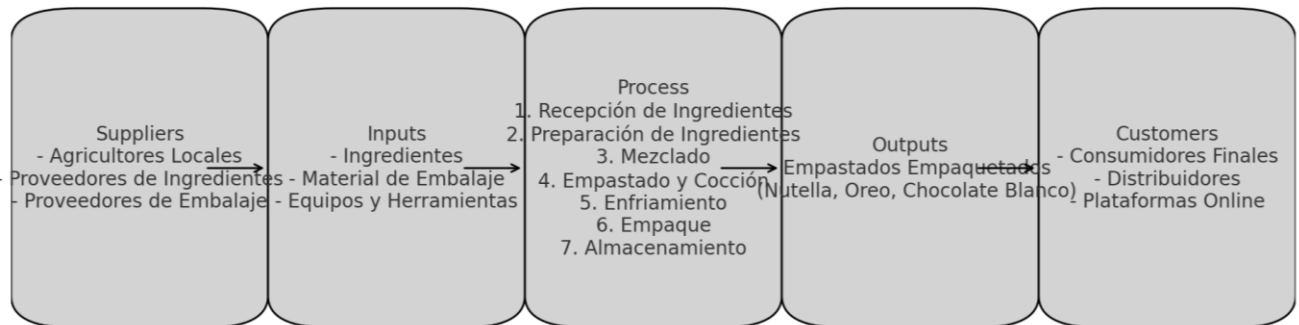 Suppliers
- Agricultores Locales
- Proveedores de Ingredientes
- Proveedores de Embalaje
Inputs
- Ingredientes
- Material de Embalaje
- Equipos y Herramientas
Process
1. Recepción de Ingredientes
2. Preparación de Ingredientes
3. Mezclado
4. Empastado y Cocción
5. Enfriamiento
6. Empaque
7. Almacenamiento
Outputs
Empastados Empaquetados
(Nutella, Oreo, Chocolate Blanco)
Customers
- Consumidores Finales
- Distribuidores
- Plataformas Online